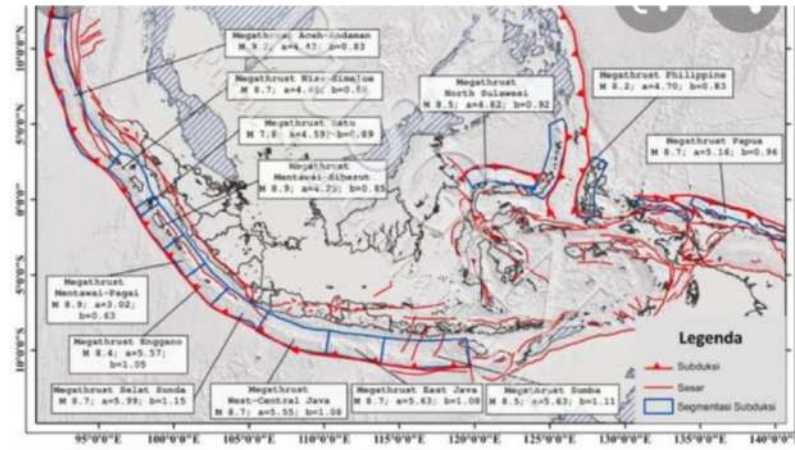 Megathrust Aceh-Andaman
M 9.2; a=4.47; b=0.83
Megathrust Nias-Simelue
M 8.7; a=4.
Megathrust Batu
M 7.8; a=4.59; b=0.89
Megathrust
Mentawai-Siberut
M 8.9; b=0.85
Megathrust
North Sulawesi
M 8.5; a=4.82; b=0.92
Megathrust Philippine
M 8.2; a=4.70; b=0.83
Megathrust Papua
M 8.7; a=5.16; b=0.96
Megathrust
Mentawai-Pagai
M 8.9; a=3.02;
b=0.63
Megathrust Enggano
M 8.4; a=5.57;
b=1.05
Megathrust Selat Sunda
M 8.7; a=5.99; b=1.15
Megathrust
West-Central Java
M 8.7; a=5.55; b=1.08
Megathrust East Java
M 8.7; a=5.63; b=1.08
Megathrust Sumba
M 8.5; a=5.63; b=1.11
Legenda
Subduksi
Sesar
Segmentasi Subduksi
10°0'0"N
5°0'0"N
0°0'0"
5°0'0"S
10°0'0"S
95°0'0"E 100°0'0"E 105°0'0"E 110°0'0"E 115°0'0"E 120°0'0"E 125°0'0"E 130°0'0"E 135°0'0"E 140°0'0"E